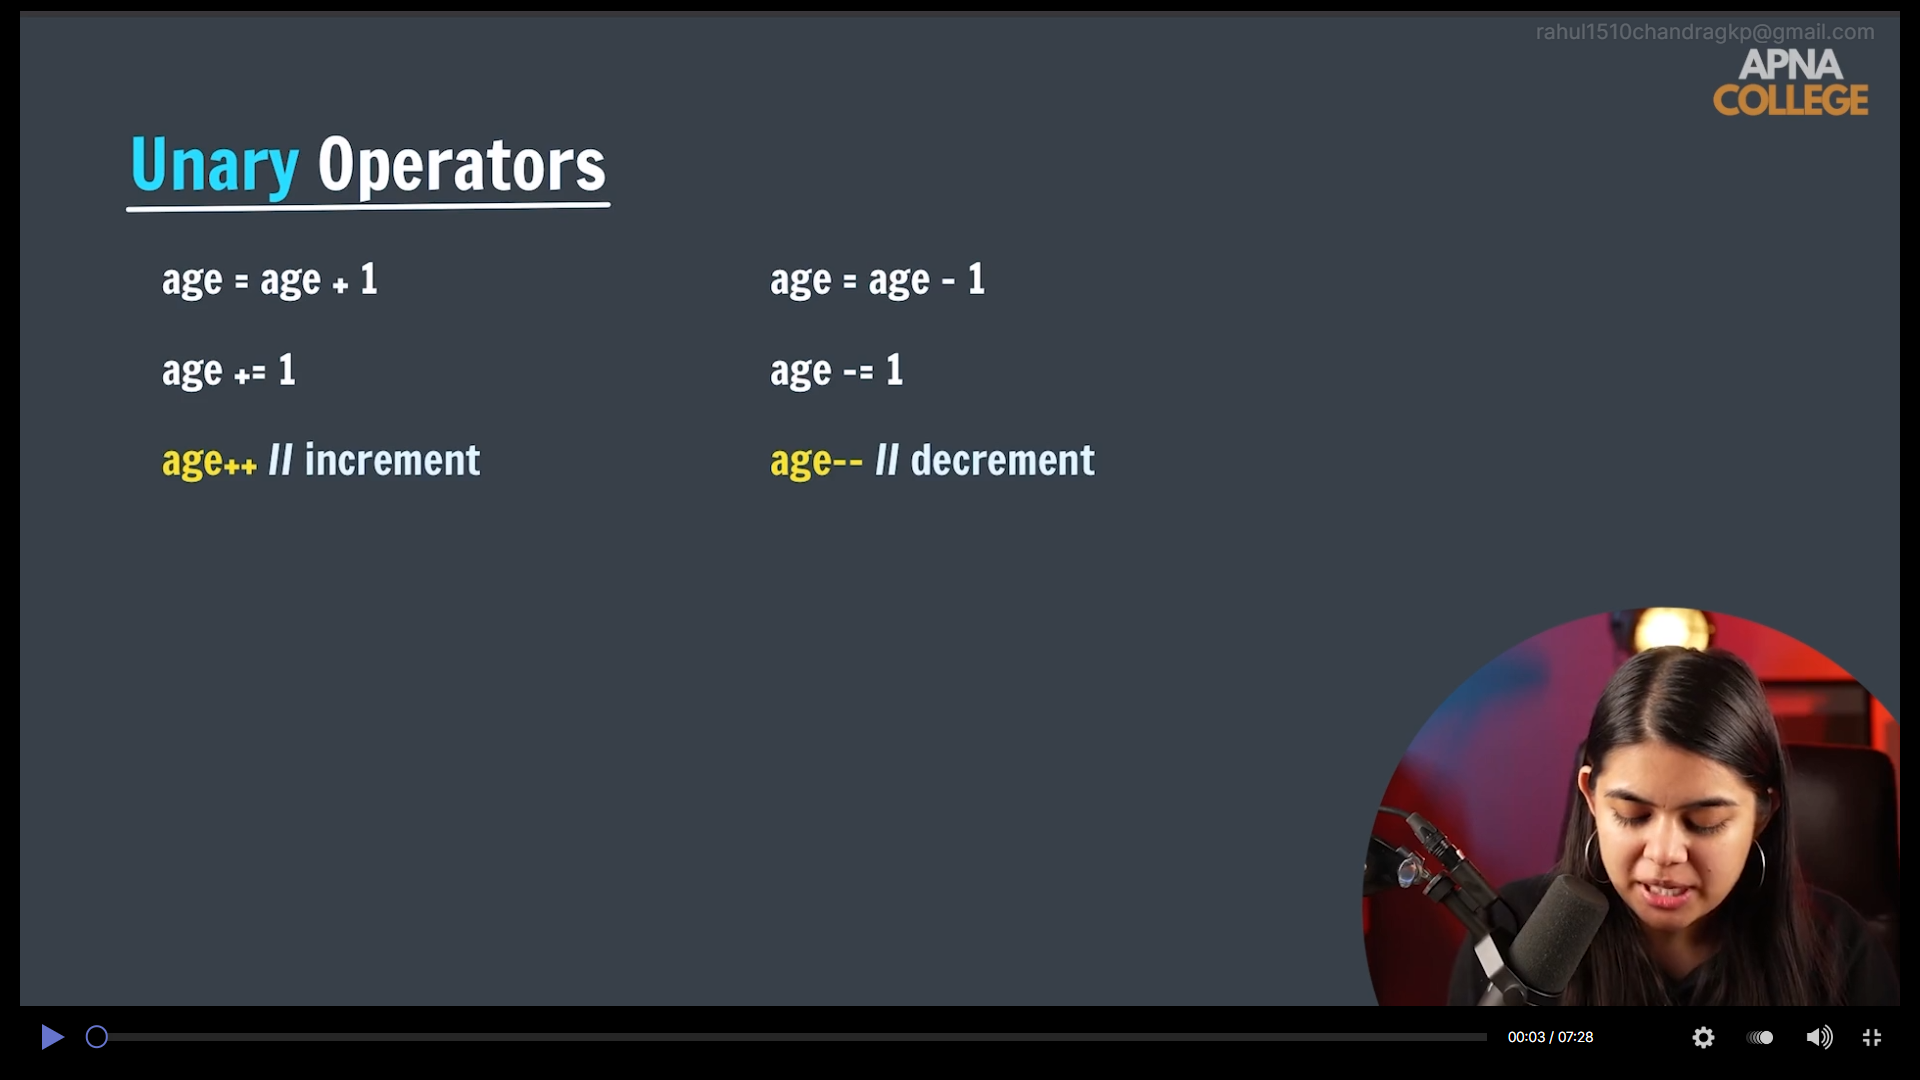 rahul1510chandragkp@gmail.com
APNA
COLLEGE
Unary Operators
age = age + 1
age = age - 1
age += 1
age -= 1
age++ // increment
age-- // decrement
00:03 / 07:28